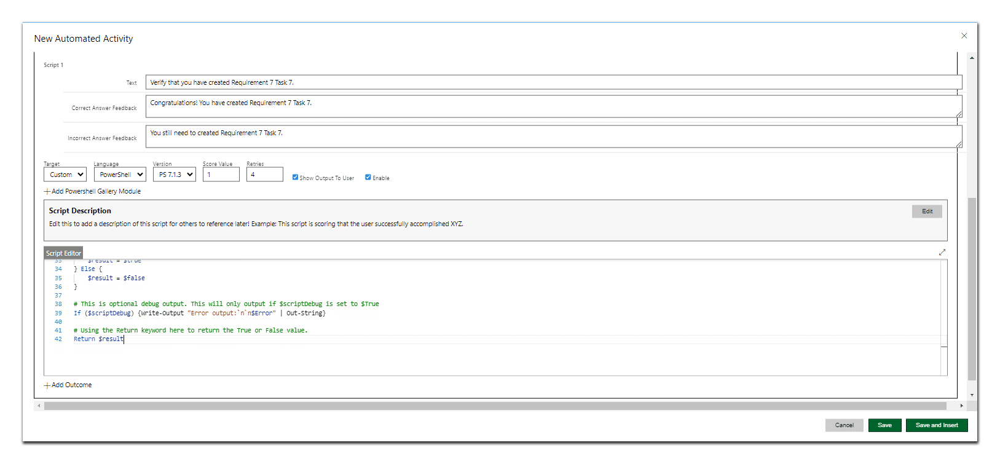 New Automated Activity
Script 1
Text
Verify that you have created Requirement 7 Task 7.
Correct Answer Feedback
Congratulations! You have created Requirement 7 Task 7.
Incorrect Answer Feedback
You still need to created Requirement 7 Task 7.
Target Language Version Score Value Retries
Custom PowerShell PS 7.1.3 1 4 Show Output To User Enable
Add Powershell Gallery Module
Script Description
Edit
Edit this to add a description of this script for others to reference later! Example: This script is scoring that the user successfully accomplished XYZ.
Script Editor
33 $result = $true
34 } Else {
35 $result = $false
36 }
37
38 # This is optional debug output. This will only output if $scriptDebug is set to $True
39 If ($scriptDebug) {Write-Output "Error output:`n`n$Error" | Out-String}
40
41 # Using the Return keyword here to return the True or False value.
42 Return $result
Add Outcome
Cancel Save Save and Insert